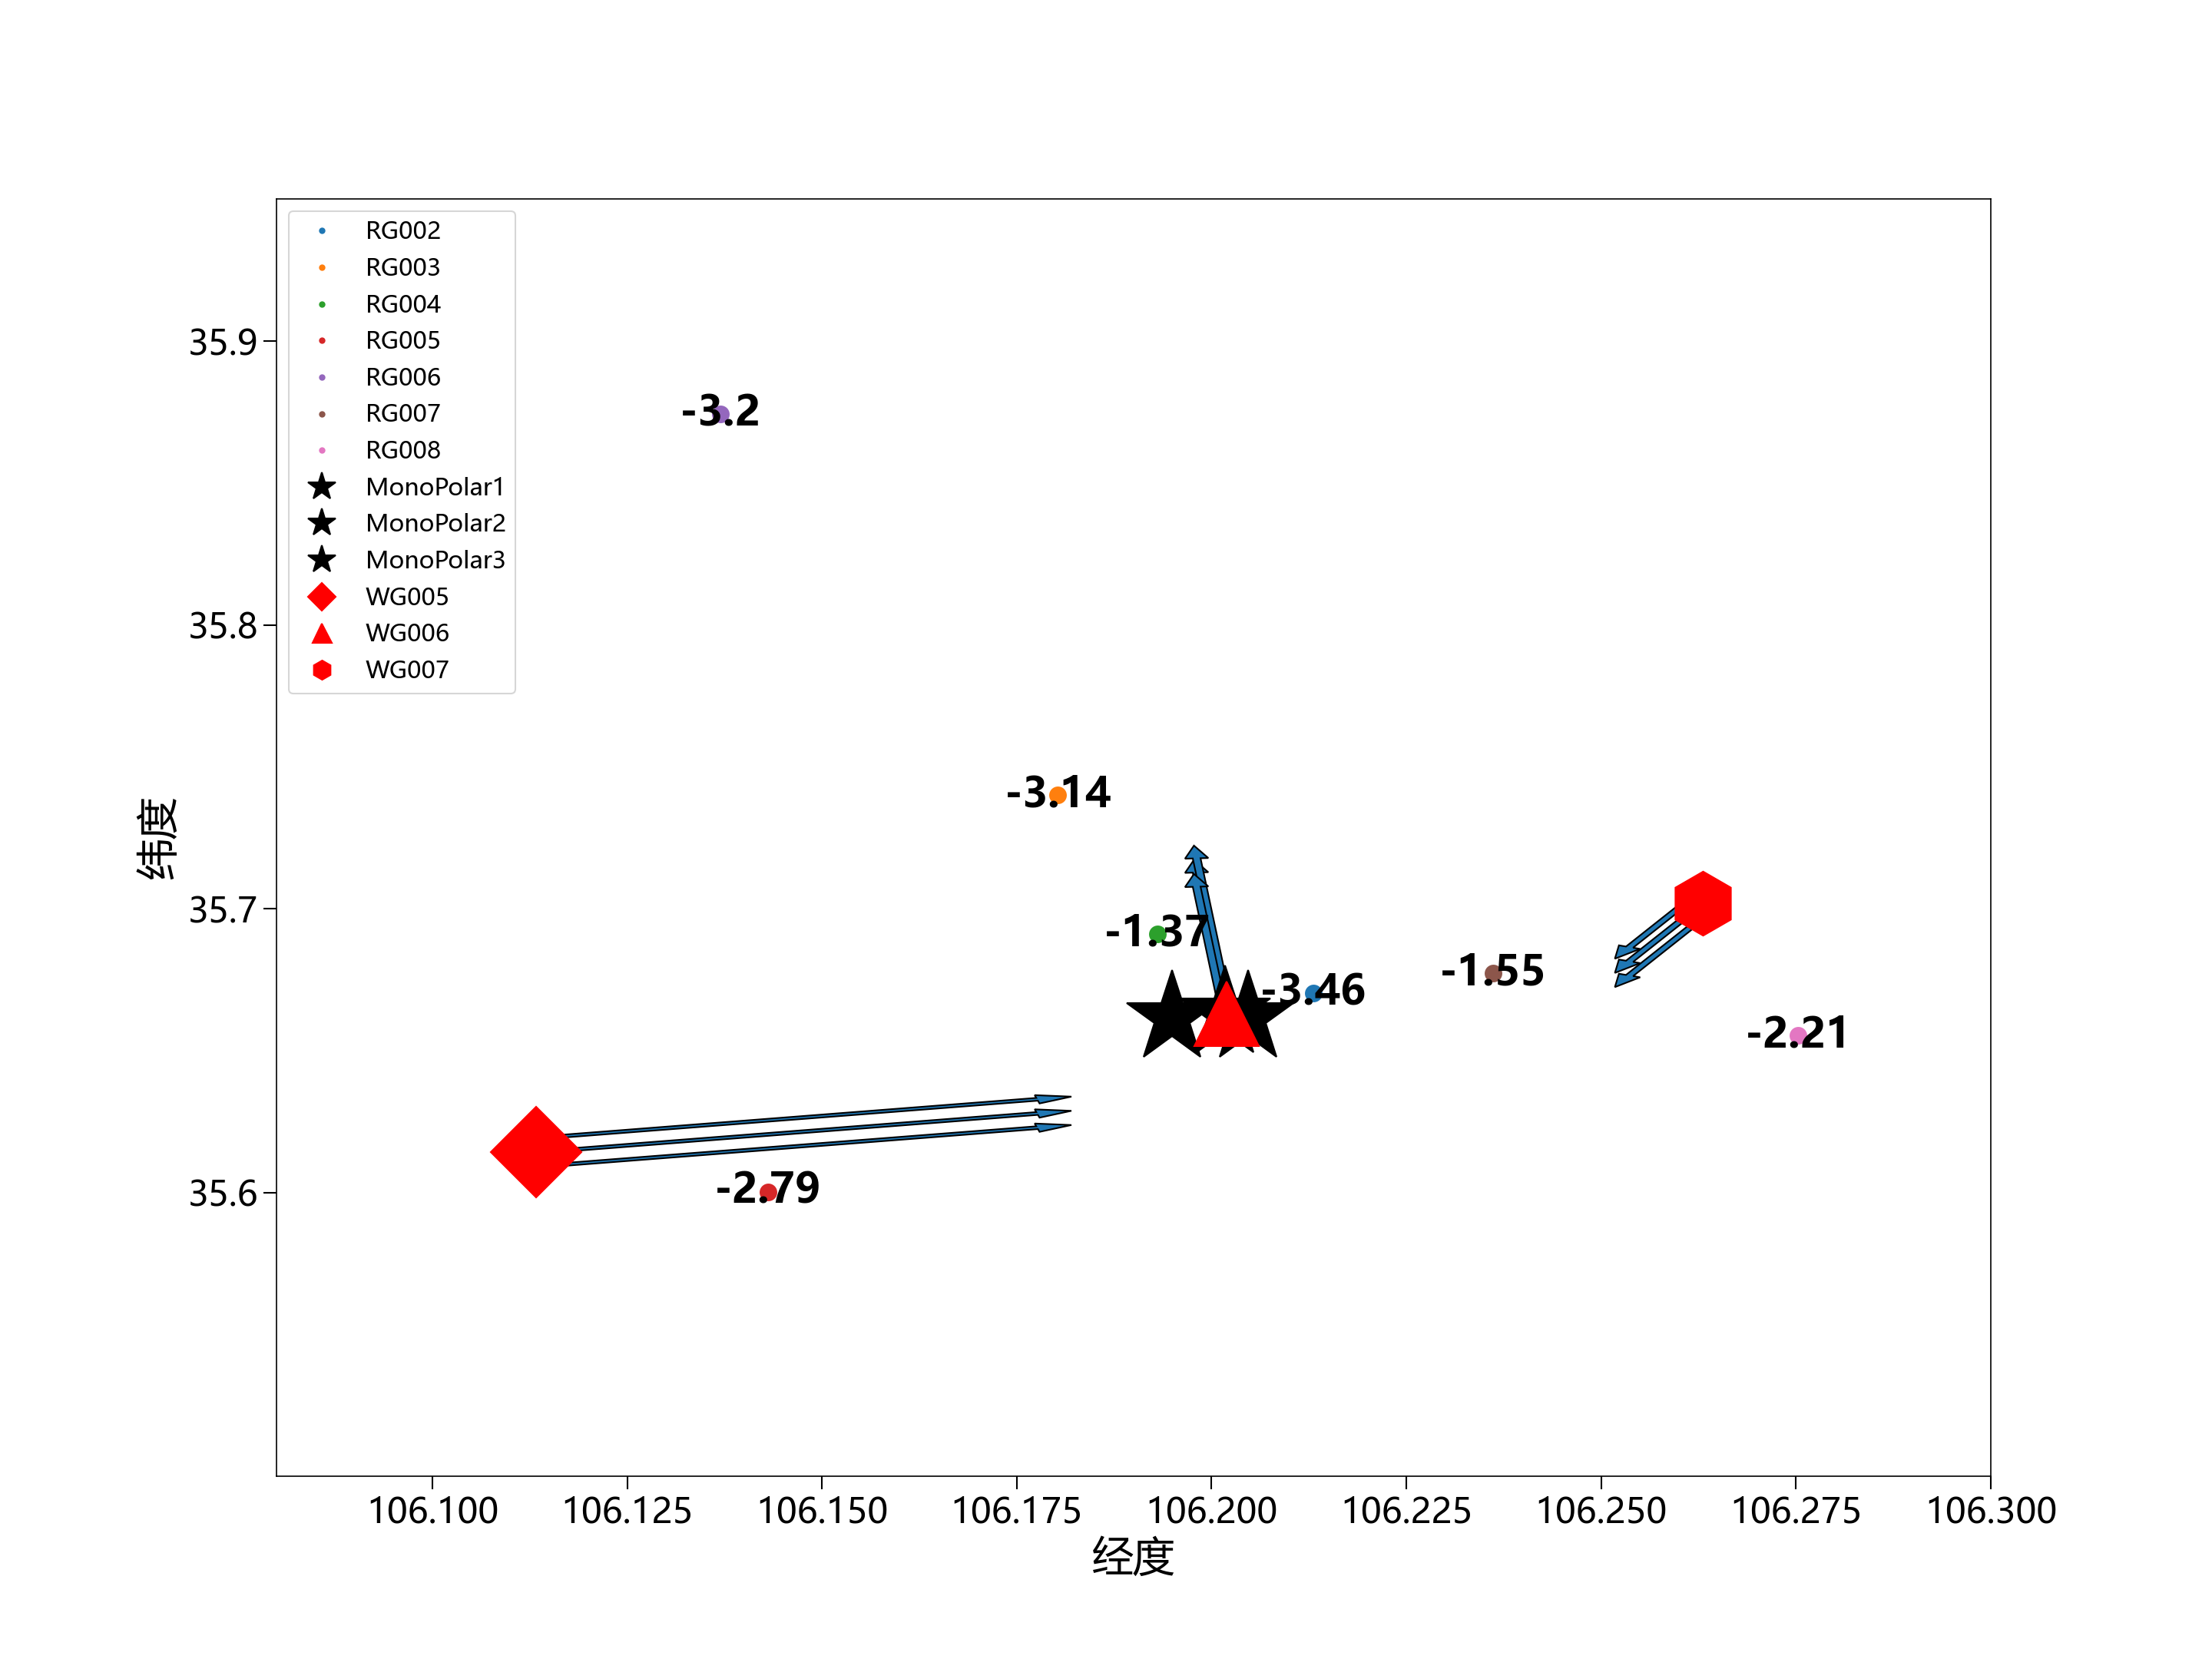 RG002
RG003
RG004
RG005
RG006
RG007
RG008
MonoPolar1
MonoPolar2
MonoPolar3
WG005
WG006
WG007
35.9
35.8
35.7
35.6
纬度
-3.2
-3.14
-1.37
-3.46
-1.55
-2.21
-2.79
106.100
106.125
106.150
106.175
106.200
106.225
106.250
106.275
106.300
经度